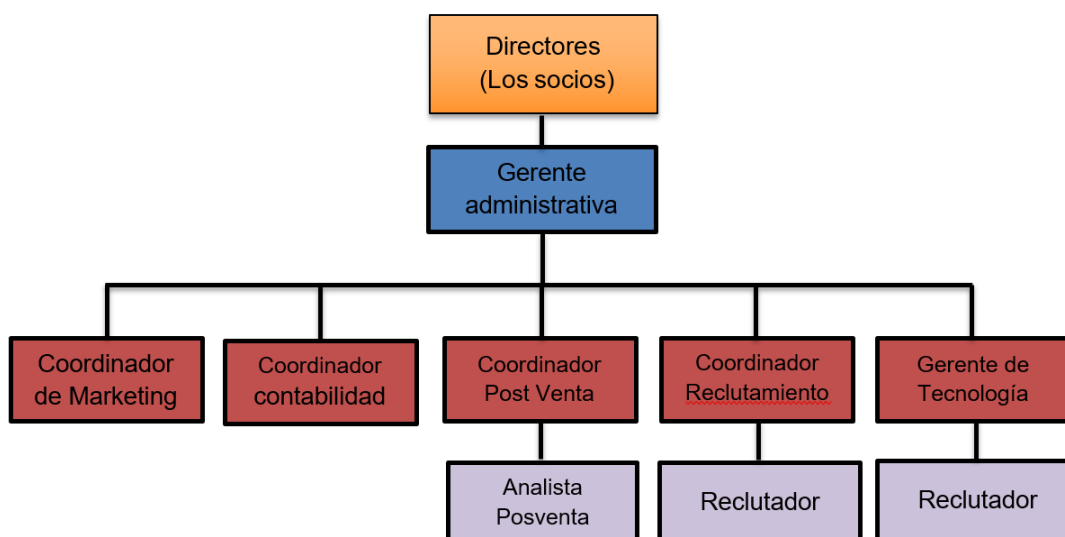 Directores
(Los socios)
Gerente
administrativa
Coordinador
de Marketing
Coordinador
contabilidad
Coordinador
Post Venta
Coordinador
Reclutamiento
Gerente de
Tecnología
Analista
Posventa
Reclutador
Reclutador